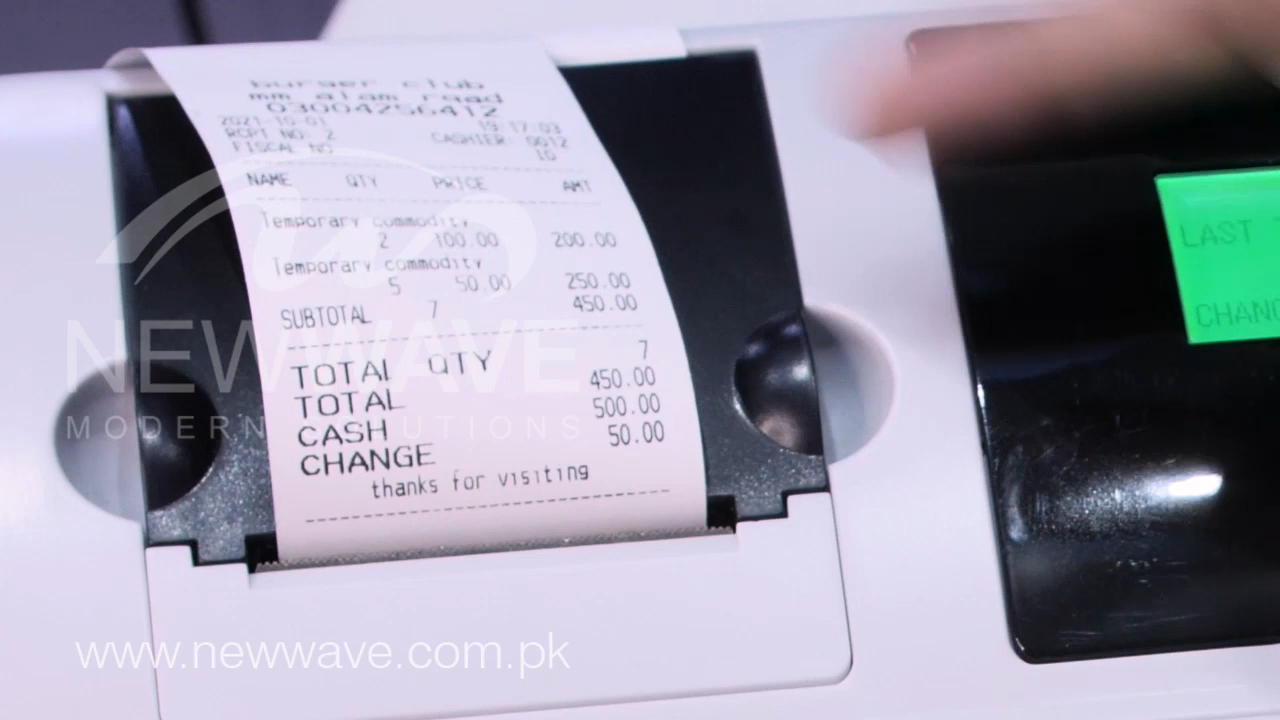 burger club
mm alam raad
03004256412
2021-10-01 19:17:03
RCPT NO: 2 CASHIER: 0012
FISCAL NO 10
NAME QTY PRICE AMT
Temporary commodity
2 100.00 200.00
Temporary commodity
5 50.00 250.00
SUBTOTAL 7 450.00
TOTAL QTY 7
TOTAL 450.00
CASH 500.00
CHANGE 50.00
thanks for visiting
LAST
CHANG
NEWWAVE
MODERN SOLUTIONS
www.newwave.com.pk